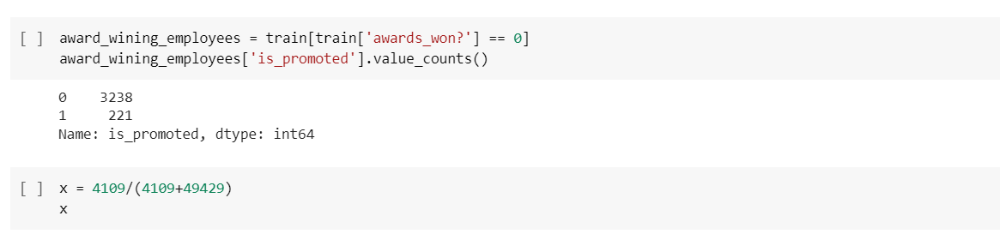 [ ] award_wining_employees = train[train['awards_won?'] == 0]
award_wining_employees['is_promoted'].value_counts()
0    3238
1     221
Name: is_promoted, dtype: int64
[ ] x = 4109/(4109+49429)
x